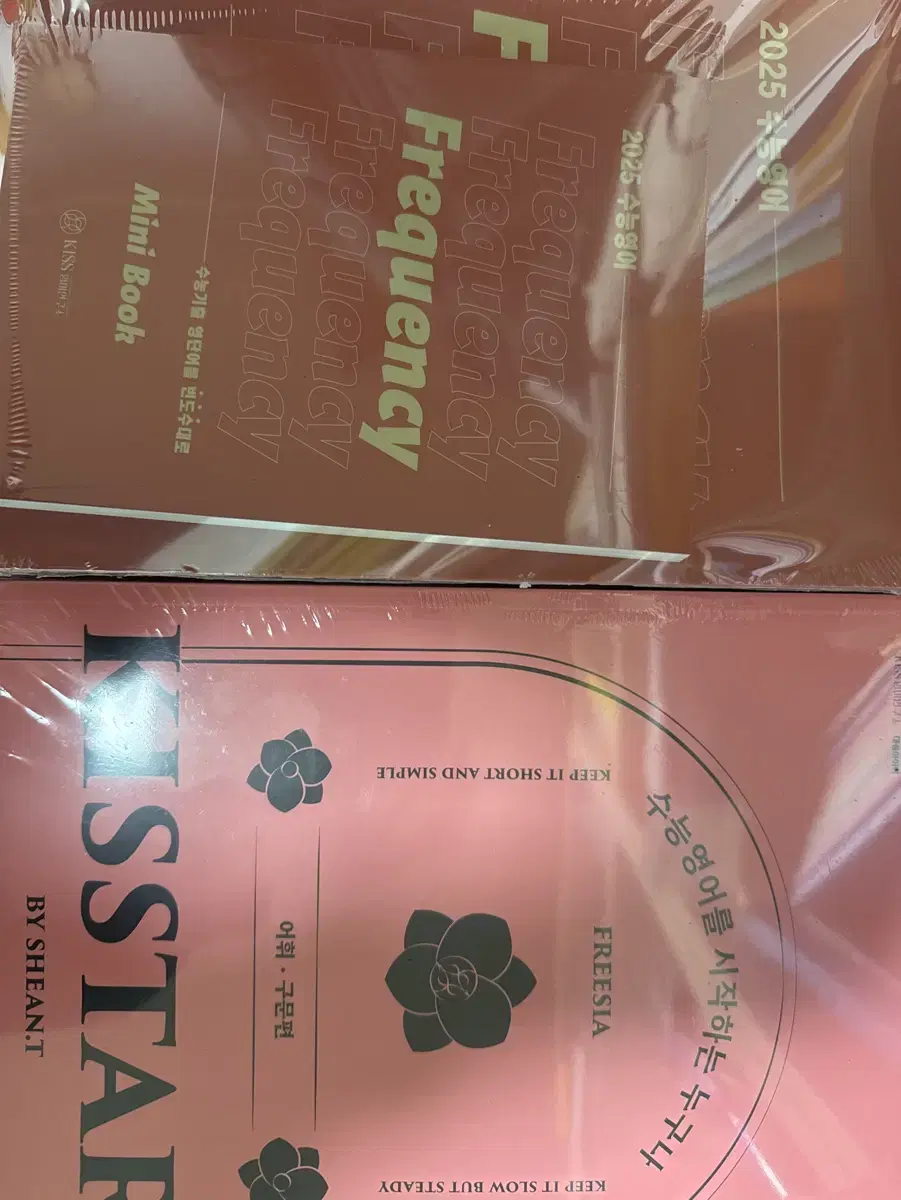 2025 수능영어
F
2025 수능영어
Frequency
Frequency
Frequency
Frequency
Frequency
수능기출 영단어를 빈도수대로
Mini Book
KISS
수능영어를 시작하는 누구나
FREESIA
KEEP IT SHORT AND SIMPLE
KEEP IT SLOW BUT STEADY
어휘·구문편
KISSTAR
BY SHEAN.T